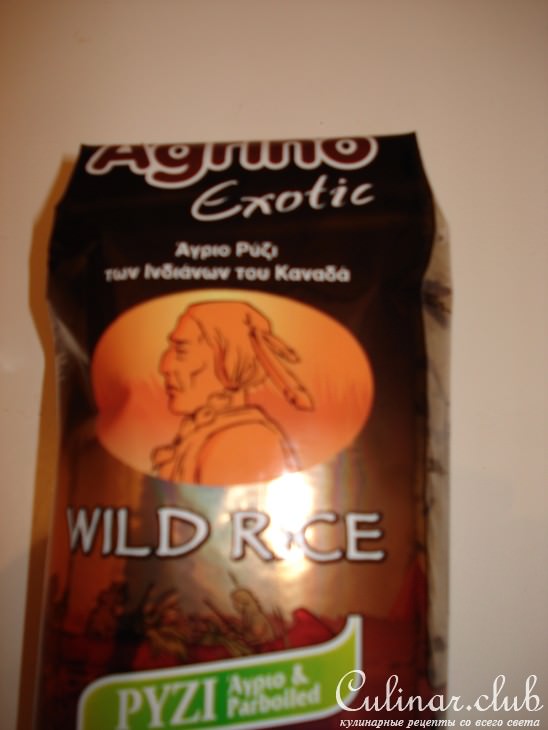 Agrino
Exotic
Άγριο Ρύζι
των Ινδιάνων του Καναδά
WILD RICE
ΡΥΖΙ Άγριο &
Parboiled
Culinar.club
кулинарные рецепты со всего света